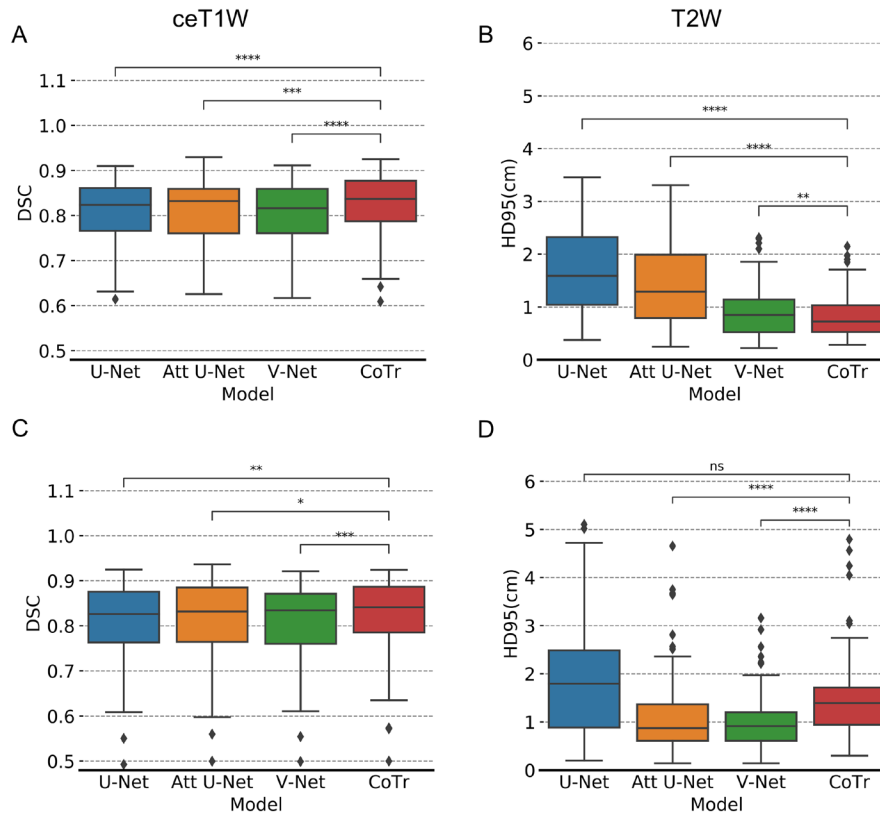 ceT1W T2W
A
****
***
****
1.1
1.0
0.9
0.8
0.7
0.6
0.5
DSC
U-Net Att U-Net V-Net CoTr
Model
B
****
****
**
6
5
4
3
2
1
0
HD95(cm)
U-Net Att U-Net V-Net CoTr
Model
C
**
*
***
1.1
1.0
0.9
0.8
0.7
0.6
0.5
DSC
U-Net Att U-Net V-Net CoTr
Model
D
ns
****
****
6
5
4
3
2
1
0
HD95(cm)
U-Net Att U-Net V-Net CoTr
Model